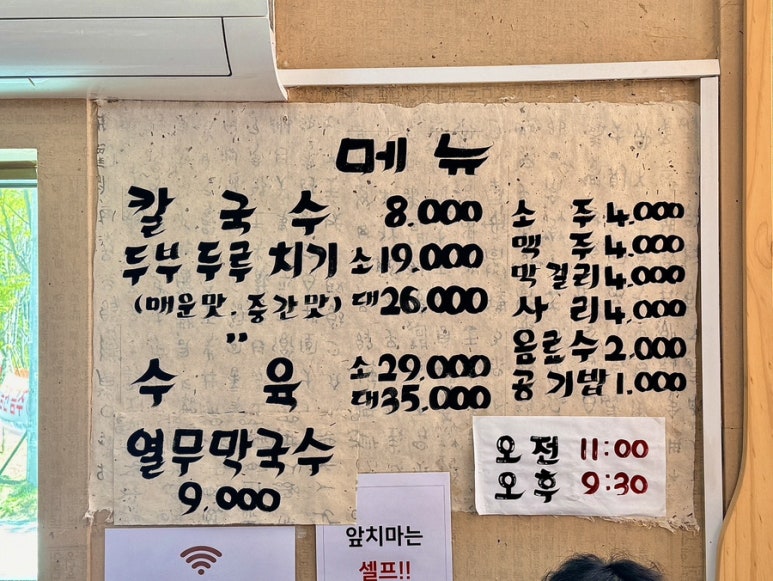 메뉴
칼국수 8.000
두부두루치기 소19.000
(매운맛.중간맛) 대26.000
"
수육 소29.000
대35.000
열무막국수
9.000
소주 4.000
맥주 4.000
막걸리 4.000
사리 4.000
음료수 2.000
공기밥 1.000
오전 11:00
오후 9:30
앞치마는
셀프!!